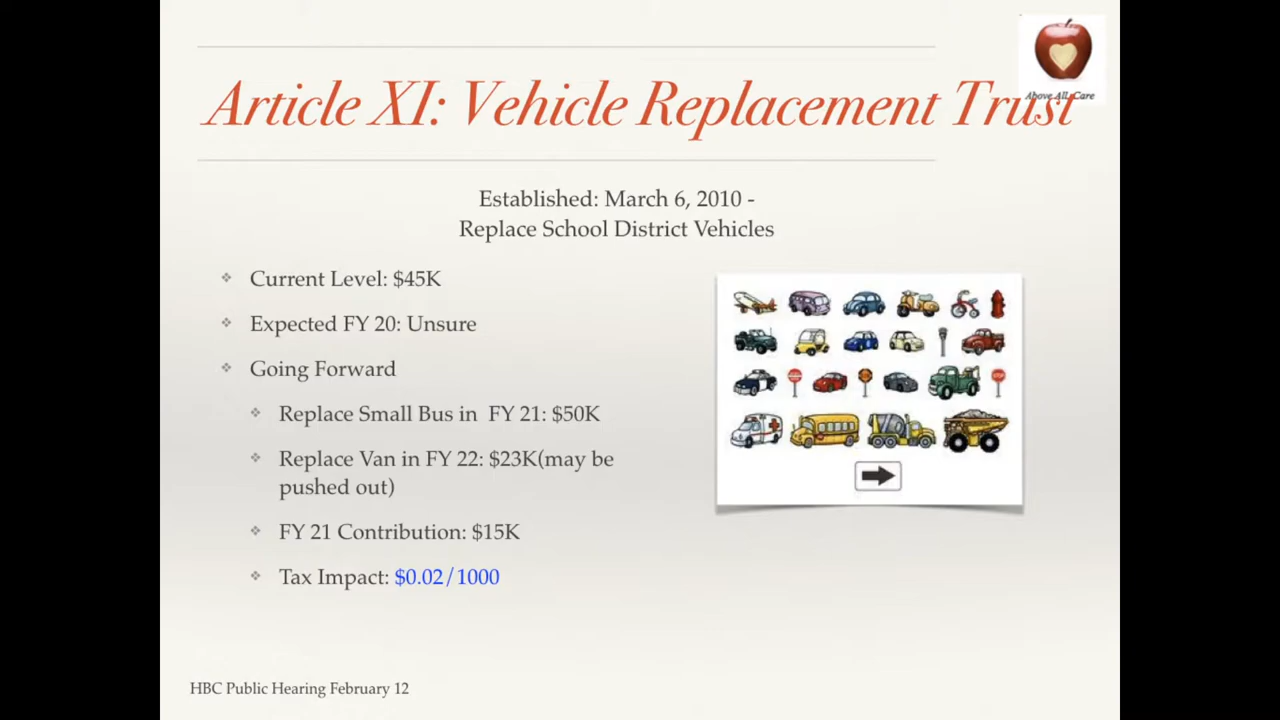 Above All, Care
Article XI: Vehicle Replacement Trust
Established: March 6, 2010 -
Replace School District Vehicles
Current Level: $45K
Expected FY 20: Unsure
Going Forward
Replace Small Bus in FY 21: $50K
Replace Van in FY 22: $23K(may be
pushed out)
FY 21 Contribution: $15K
Tax Impact: $0.02/1000
HBC Public Hearing February 12